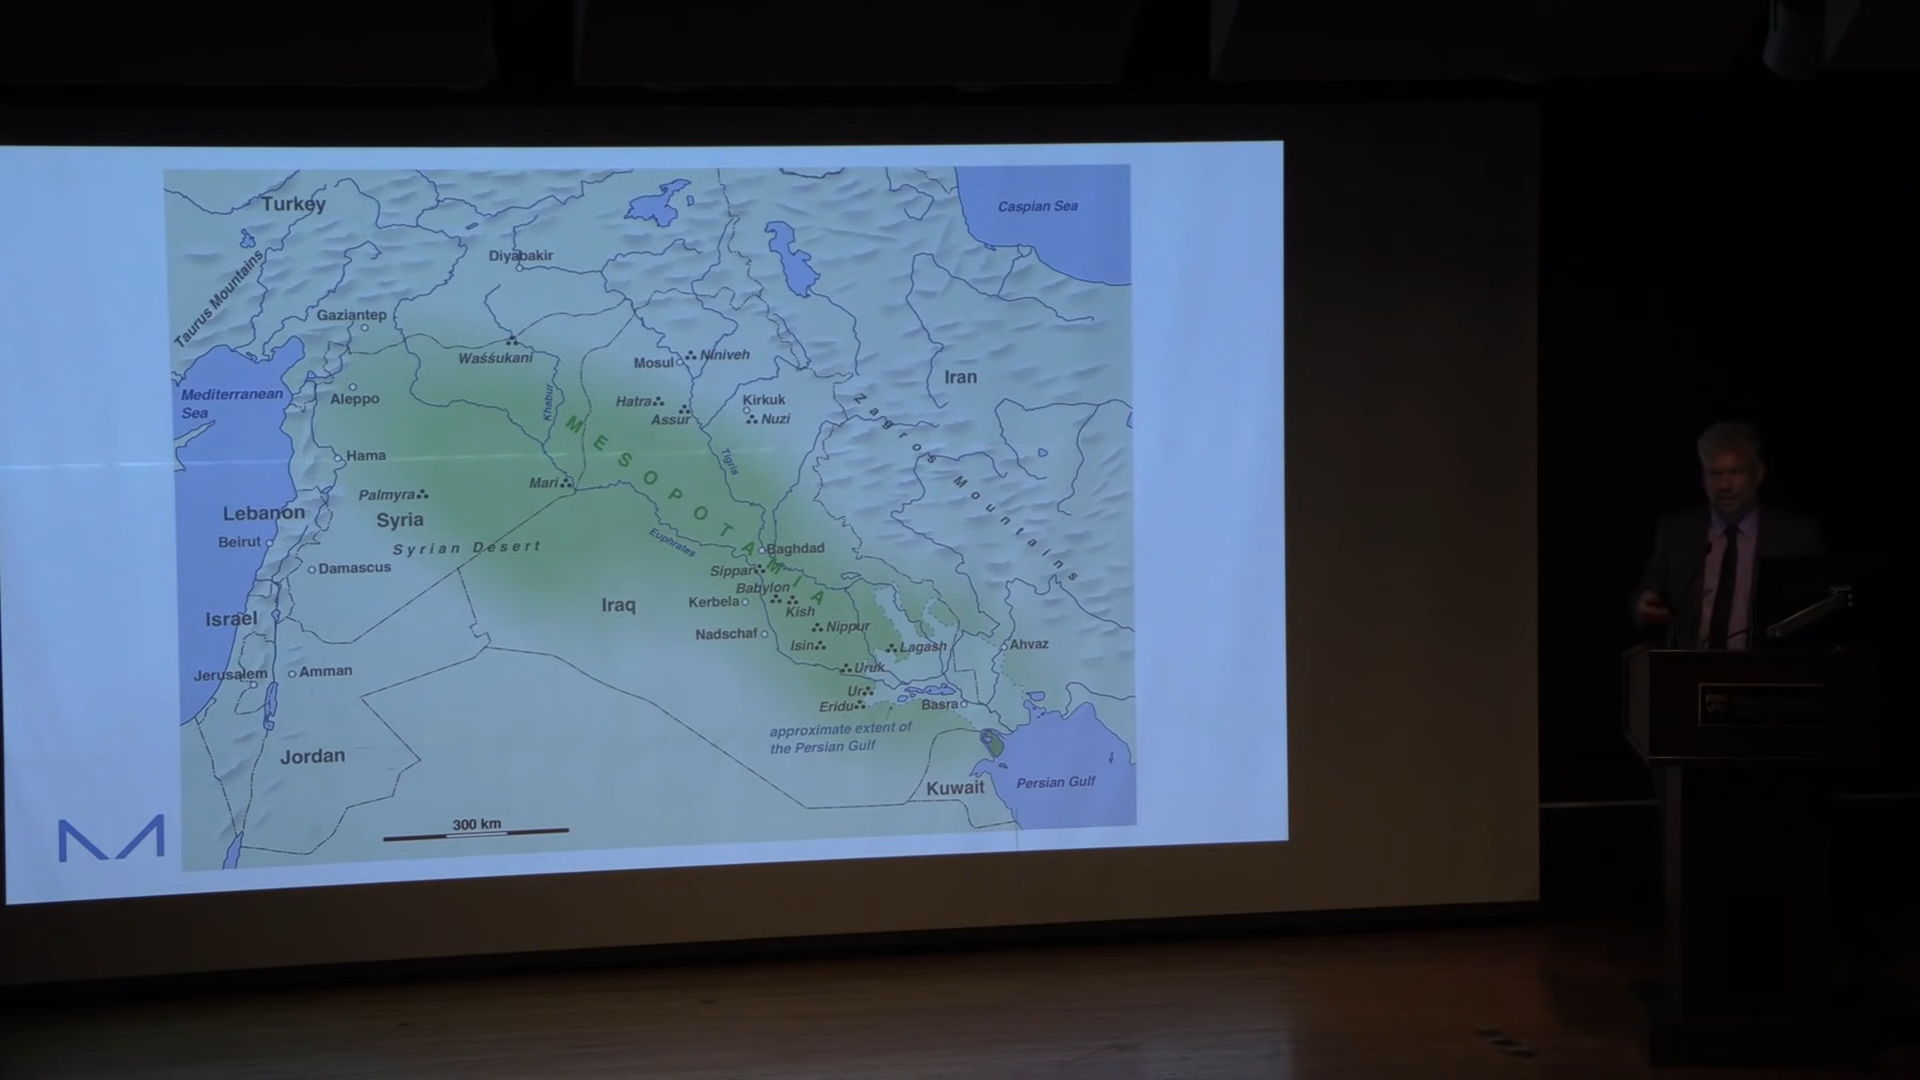 Turkey
Caspian Sea
Diyabakir
Taurus Mountains
Gaziantep
Waššukani
Mosul
Niniveh
Mediterranean
Sea
Aleppo
Khabur
Hatra
Assur
Kirkuk
Nuzi
Iran
Zagros Mountains
MESOPOTAMIA
Hama
Tigris
Mari
Palmyra
Lebanon
Syria
Beirut
Syrian Desert
Euphrates
Baghdad
Damascus
Sippar
Babylon
Kerbela
Kish
Iraq
Israel
Nadschaf
Nippur
Isin
Lagash
Ahvaz
Jerusalem
Amman
Uruk
Ur
Eridu
Basra
approximate extent of
the Persian Gulf
Jordan
Kuwait
Persian Gulf
300 km